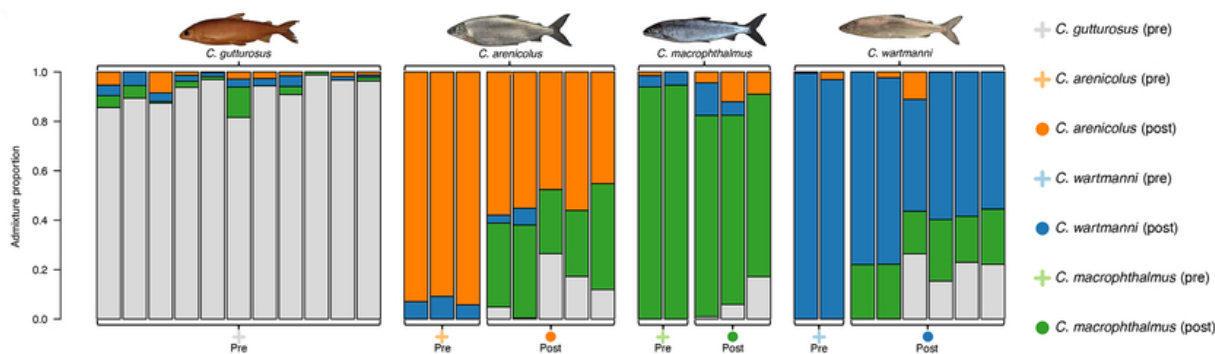 C. gutturosus
C. arenicolus
C. macrophthalmus
C. wartmanni
Admixture proportion
1.0
0.8
0.6
0.4
0.2
0.0
Pre
Pre
Post
Pre
Post
Pre
Post
C. gutturosus (pre)
C. arenicolus (pre)
C. arenicolus (post)
C. wartmanni (pre)
C. wartmanni (post)
C. macrophthalmus (pre)
C. macrophthalmus (post)